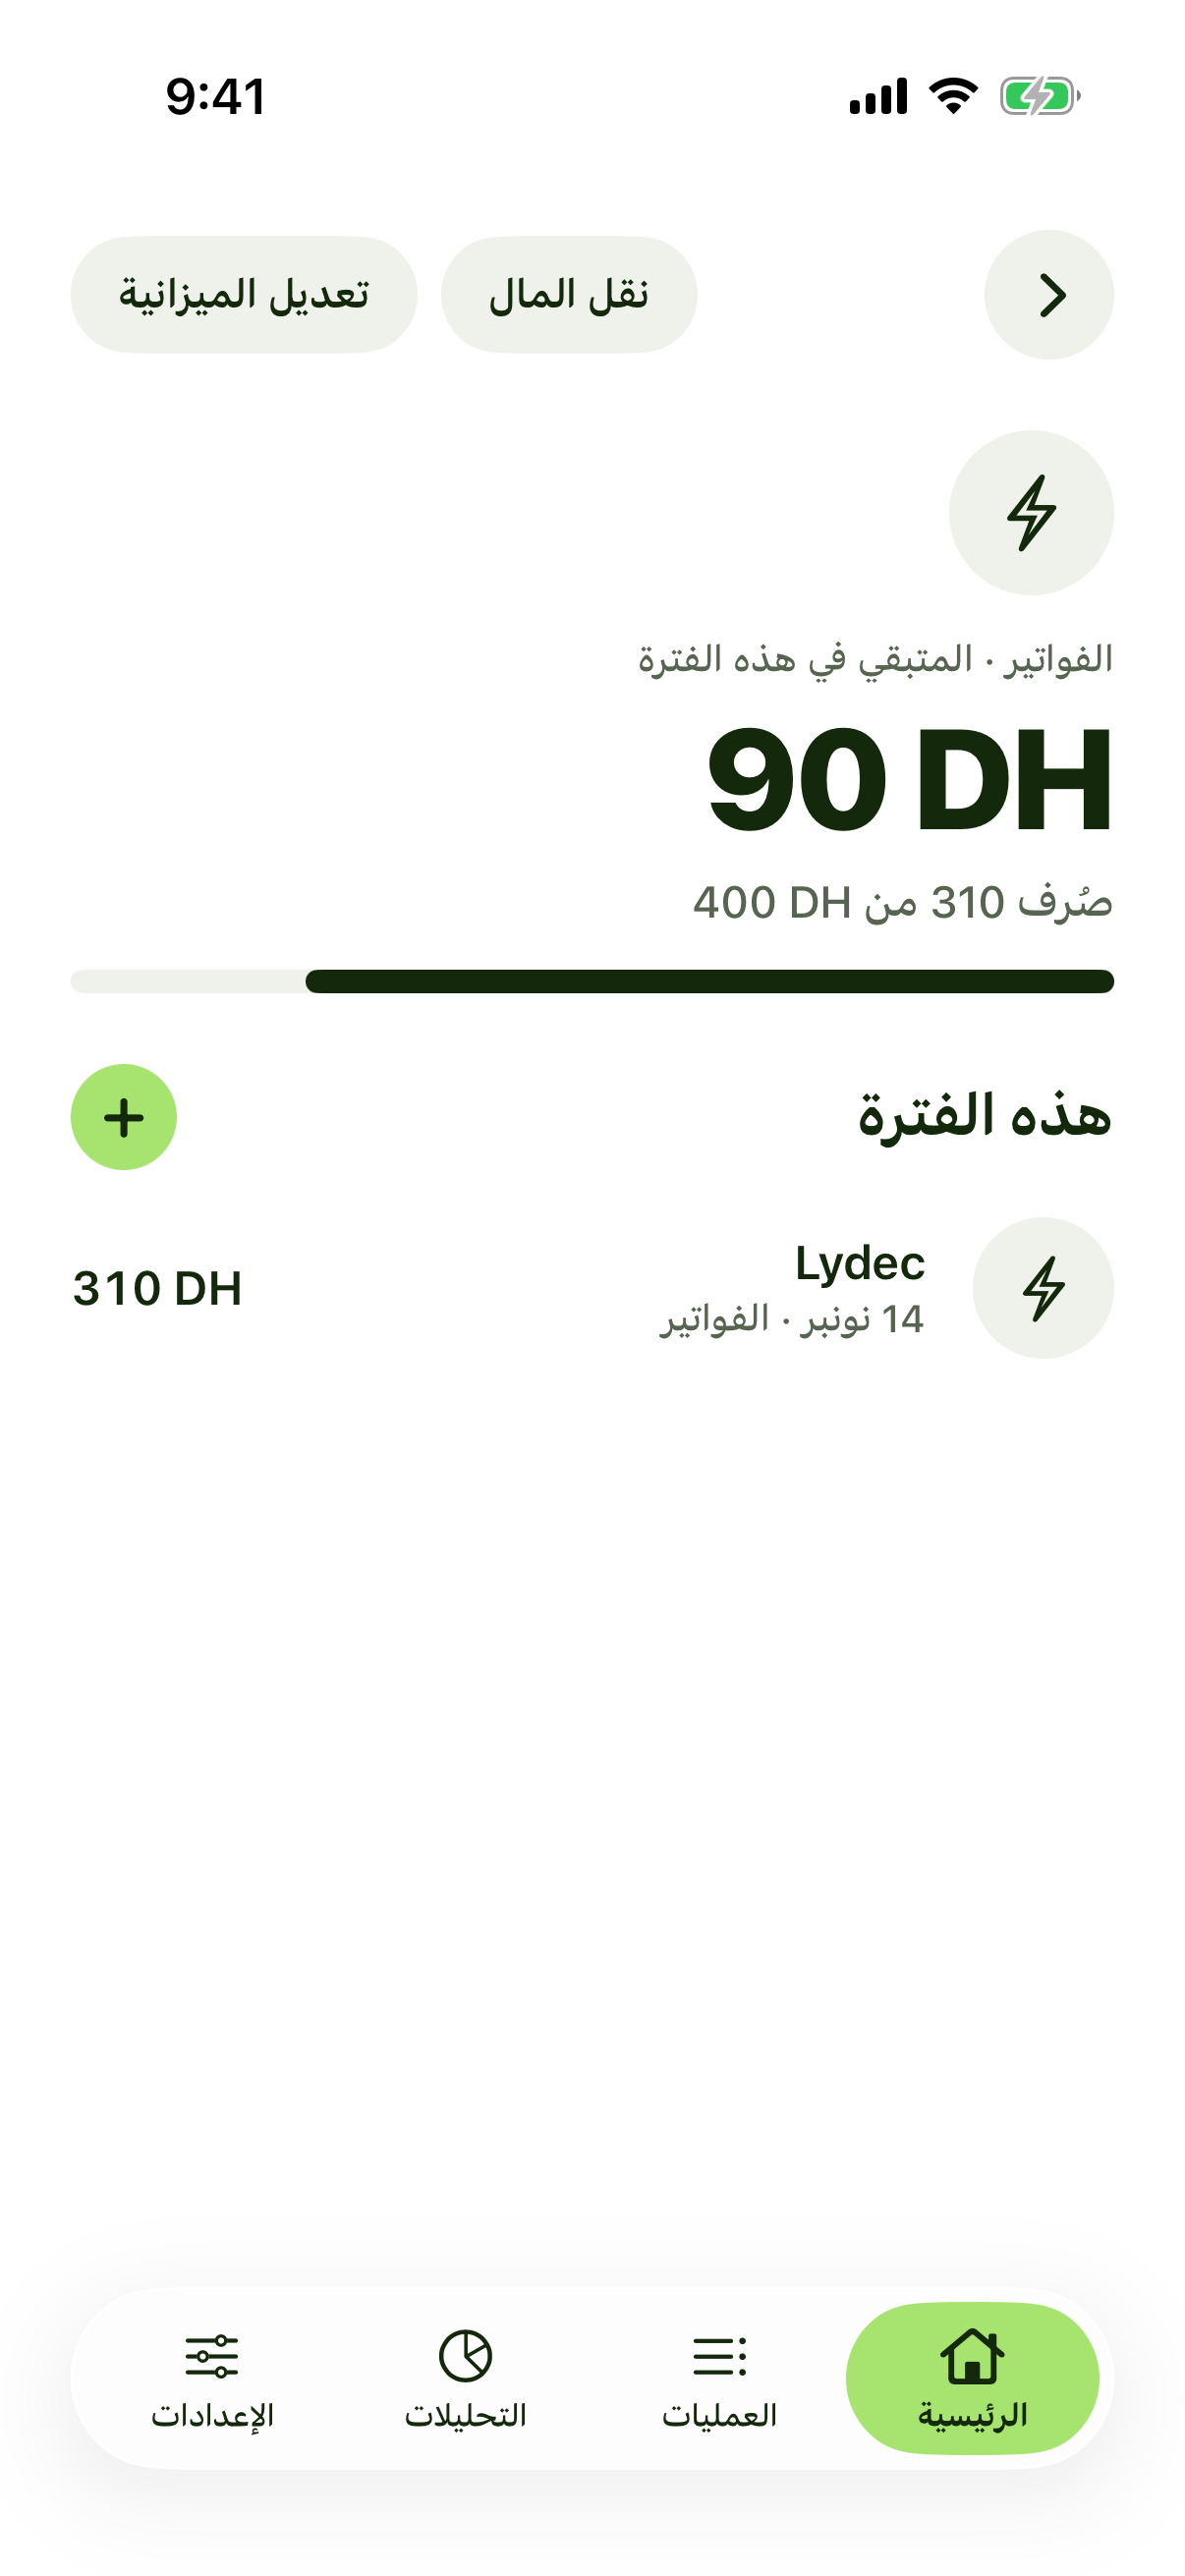 9:41
نقل المال
تعديل الميزانية
الفواتير · المتبقي في هذه الفترة
90 DH
صُرف 310 من 400 DH
هذه الفترة
Lydec
310 DH
14 نونبر · الفواتير
الرئيسية
العمليات
التحليلات
الإعدادات